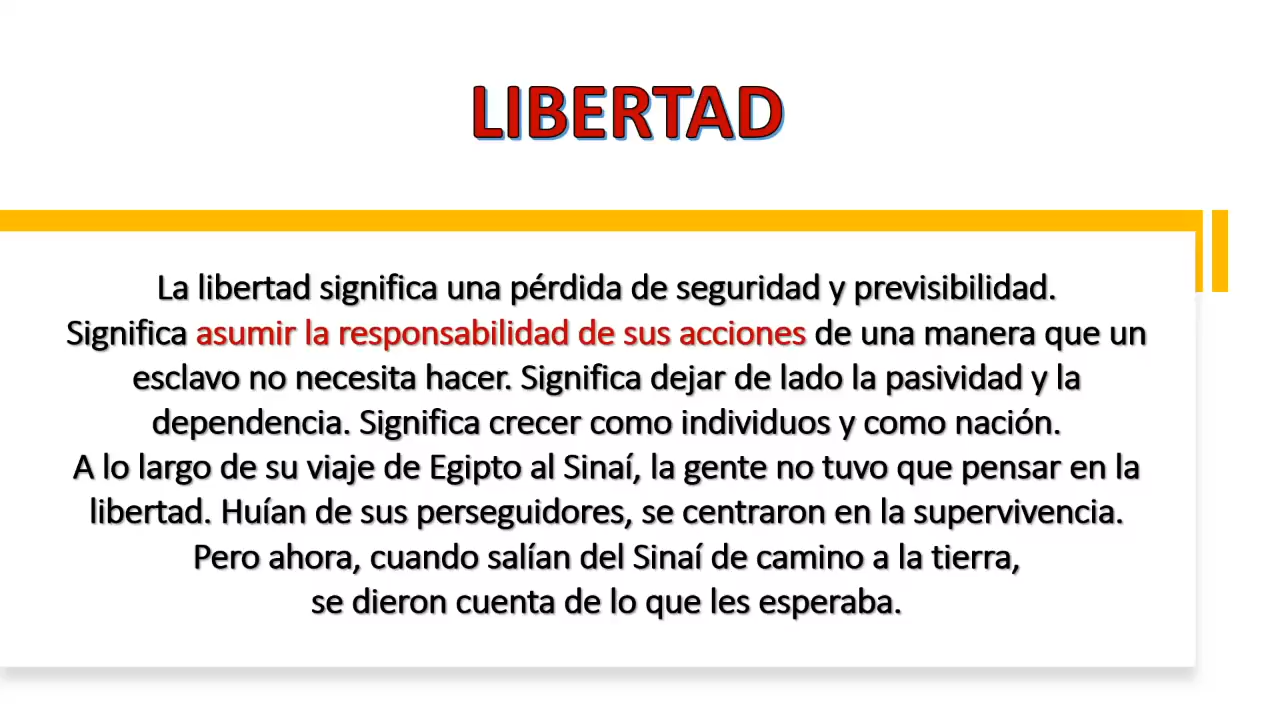 LIBERTAD
La libertad significa una pérdida de seguridad y previsibilidad.
Significa asumir la responsabilidad de sus acciones de una manera que un
esclavo no necesita hacer. Significa dejar de lado la pasividad y la
dependencia. Significa crecer como individuos y como nación.
A lo largo de su viaje de Egipto al Sinaí, la gente no tuvo que pensar en la
libertad. Huían de sus perseguidores, se centraron en la supervivencia.
Pero ahora, cuando salían del Sinaí de camino a la tierra,
se dieron cuenta de lo que les esperaba.